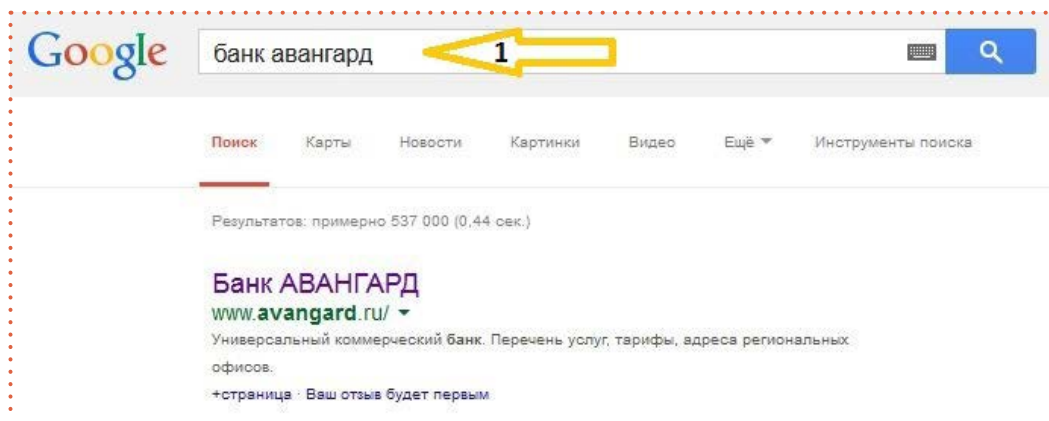 Google банк авангард 1
Поиск Карты Новости Картинки Видео Ещё Инструменты поиска
Результатов: примерно 537 000 (0,44 сек.)
Банк АВАНГАРД
www.avangard.ru/
Универсальный коммерческий банк. Перечень услуг, тарифы, адреса региональных
офисов.
+страница · Ваш отзыв будет первым